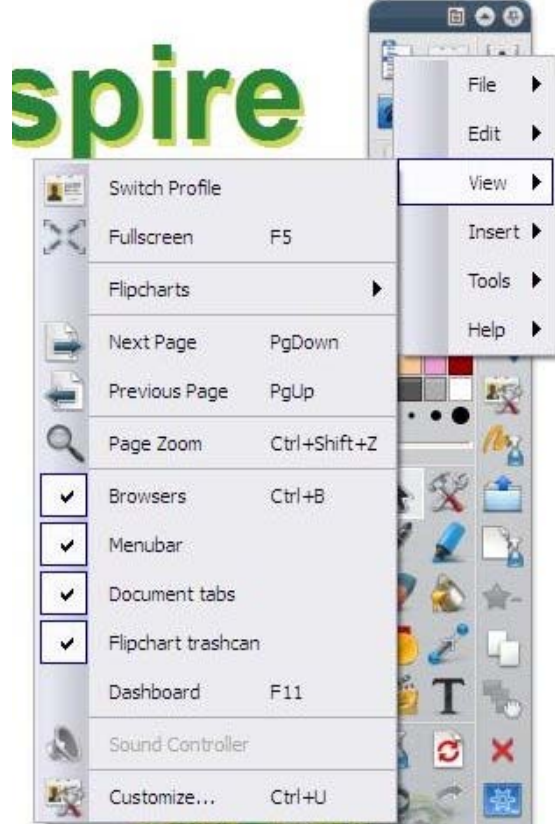 spire
File
Edit
View
Insert
Tools
Help
Switch Profile
Fullscreen F5
Flipcharts
Next Page PgDown
Previous Page PgUp
Page Zoom Ctrl+Shift+Z
Browsers Ctrl+B
Menubar
Document tabs
Flipchart trashcan
Dashboard F11
Sound Controller
Customize... Ctrl+U
T